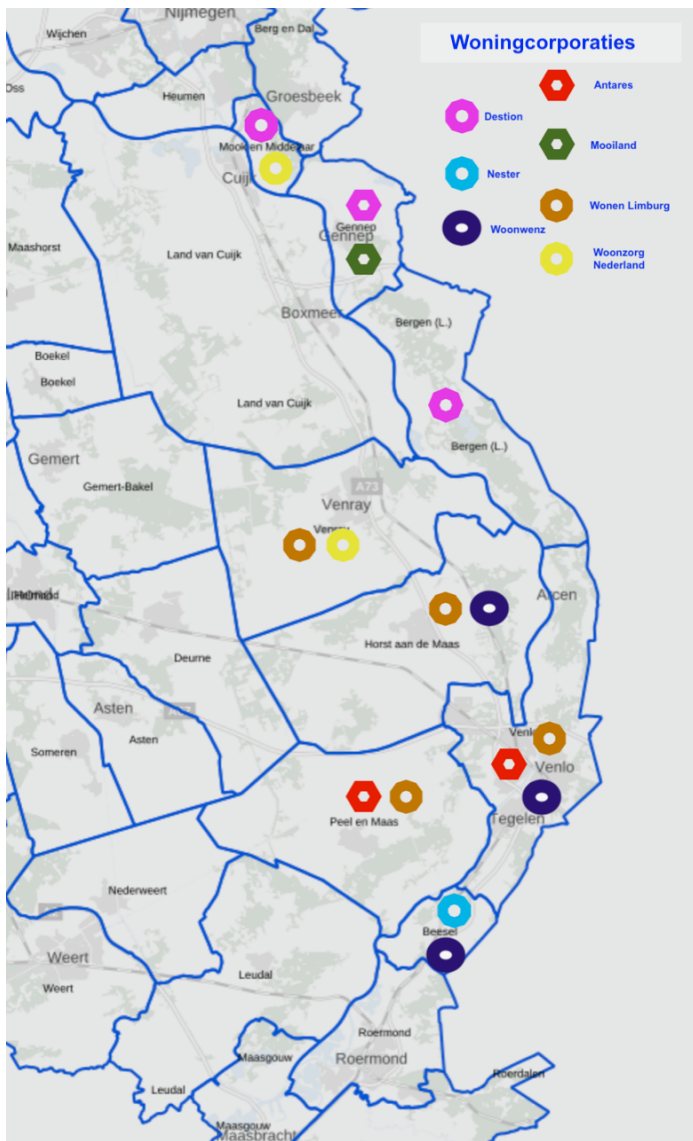 Nijmegen
Wijchen
Berg en Dal
Oss
Heumen
Groesbeek
Mook en Middelaar
Cuijk
Gennep
Gennep
Maashorst
Land van Cuijk
Boxmeer
Bergen (L.)
Boekel
Boekel
Land van Cuijk
Bergen (L.)
Gemert
Gemert-Bakel
A73
Venray
Venray
Helmond
Arcen
Horst aan de Maas
Deurne
Asten
Asten
Someren
Venlo
Venlo
Tegelen
Peel en Maas
Nederweert
Beesel
Weert
Weert
Leudal
Roermond
Roermond
Maasgouw
Roerdalen
Leudal
Maasgouw
Maasbracht
Woningcorporaties
Antares
Destion
Mooiland
Nester
Wonen Limburg
Woonwenz
Woonzorg
Nederland